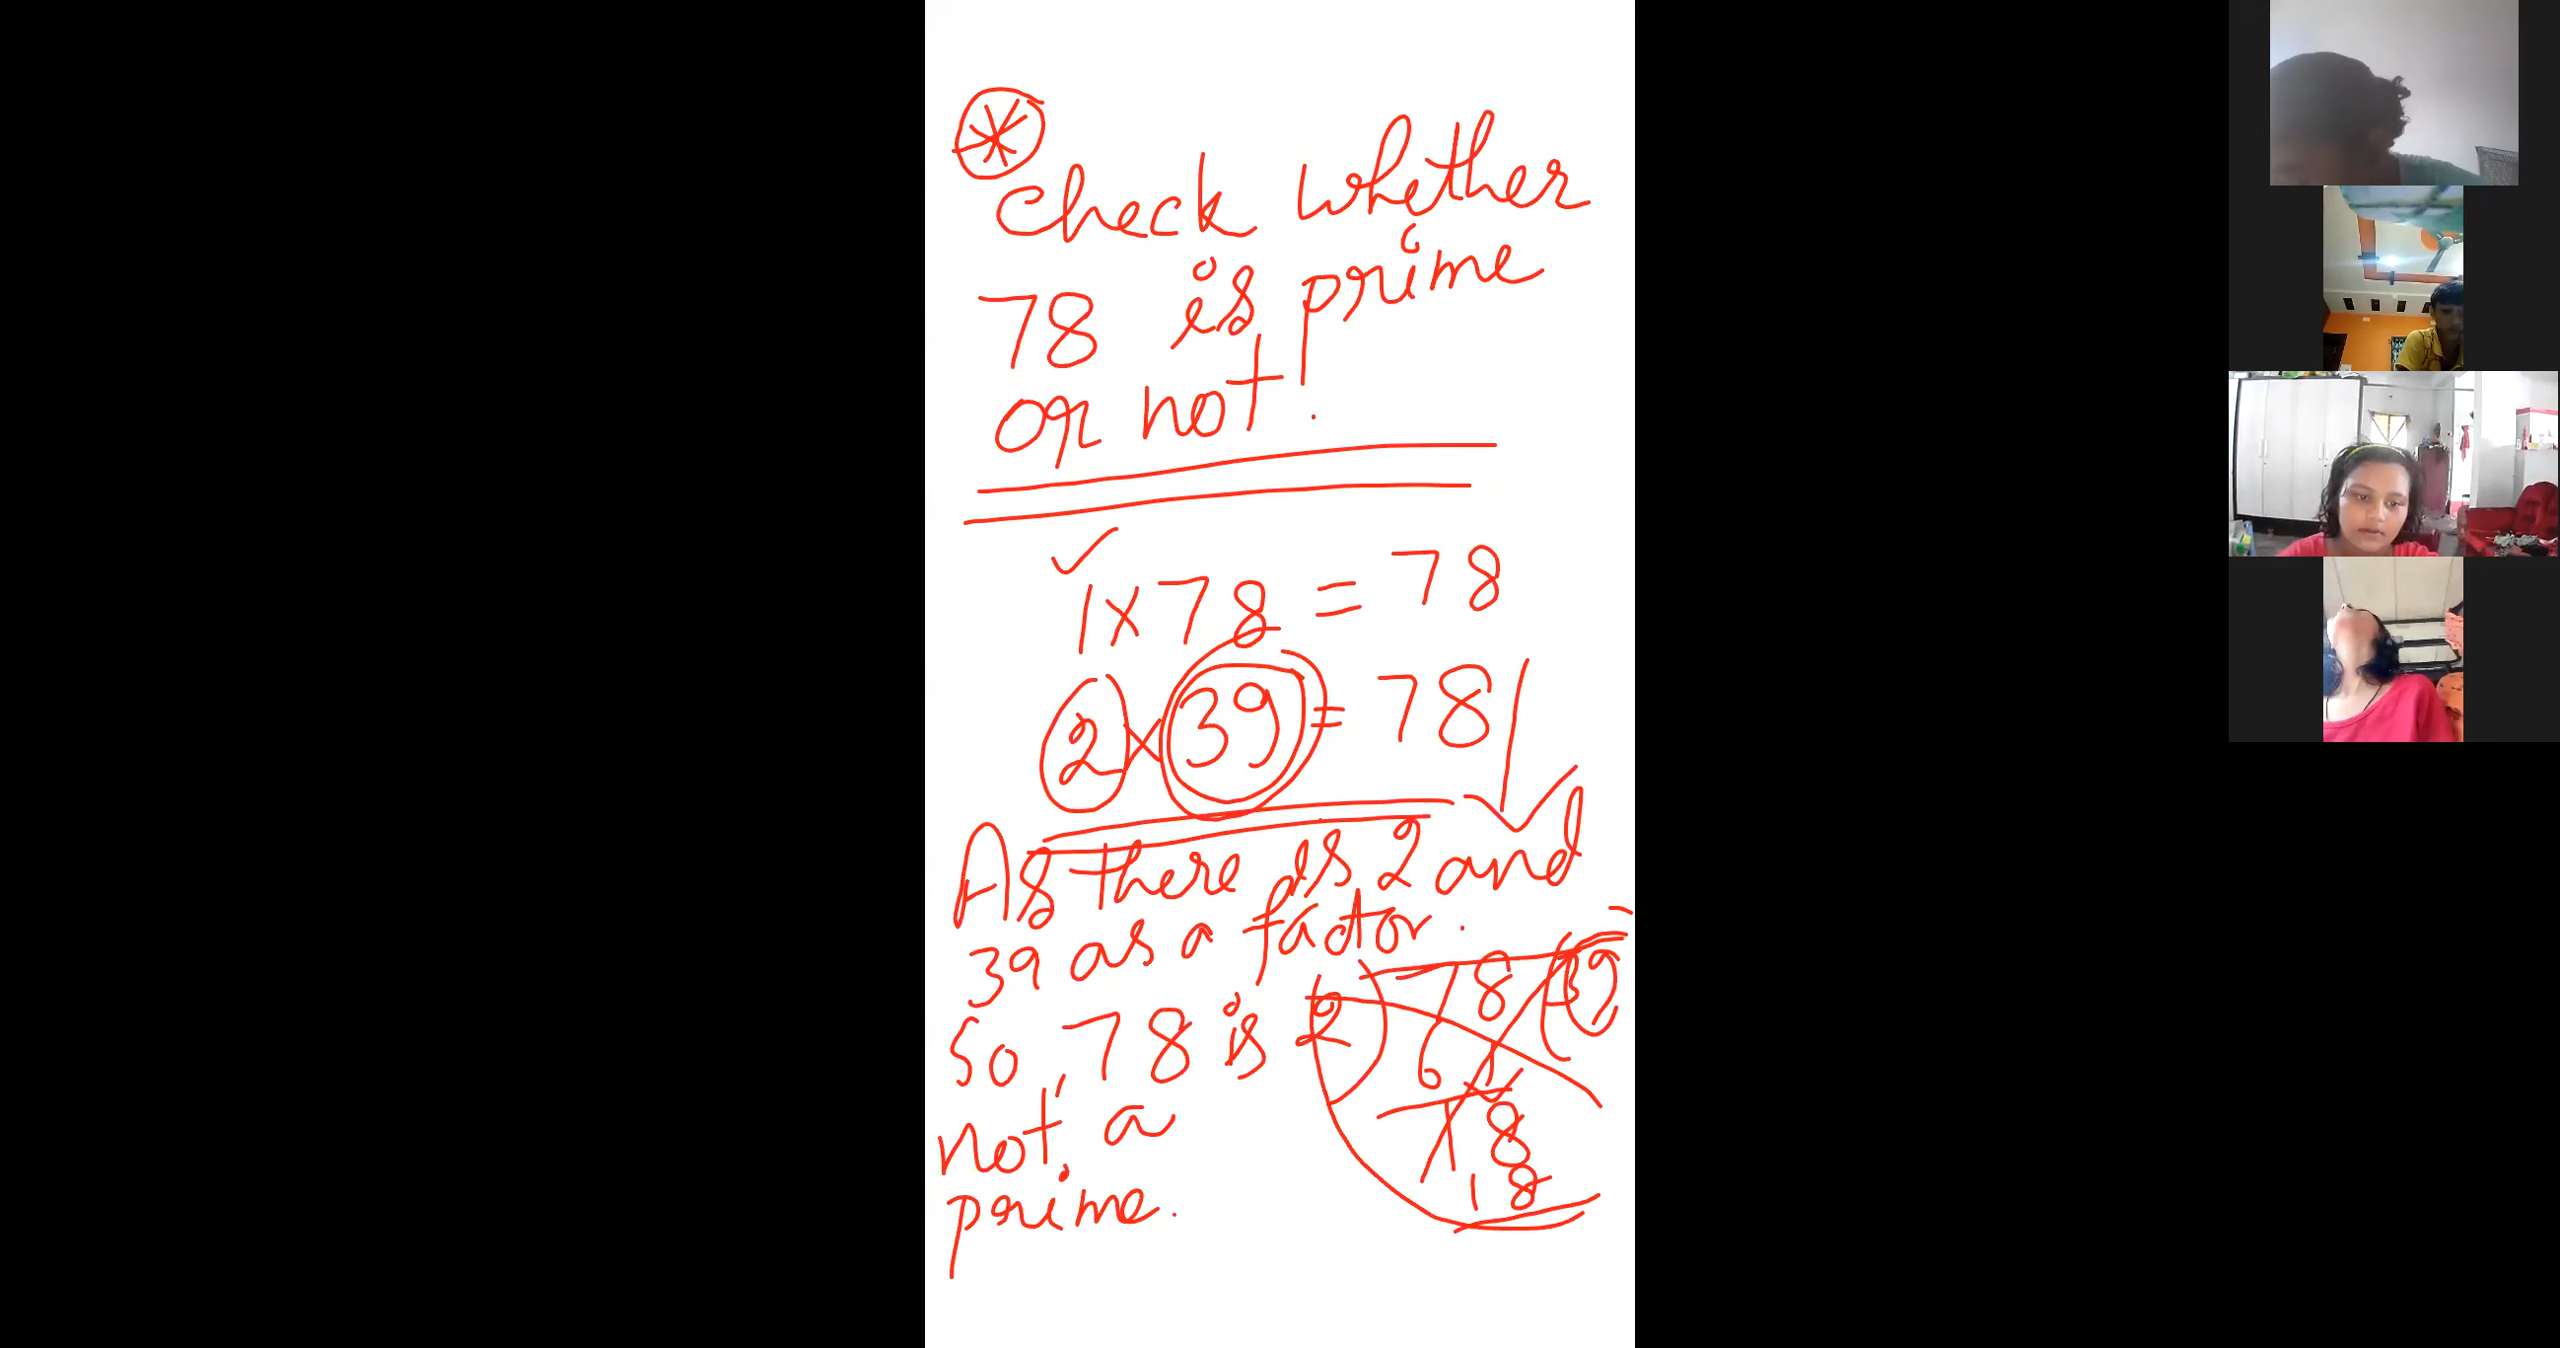 Check whether
78 is prime
or not!
1 × 78 = 78
2 × 39 = 78
As there is 2 and
39 as a factor.
So, 78 is
not a
prime.
2) 78 (39
6
18
18